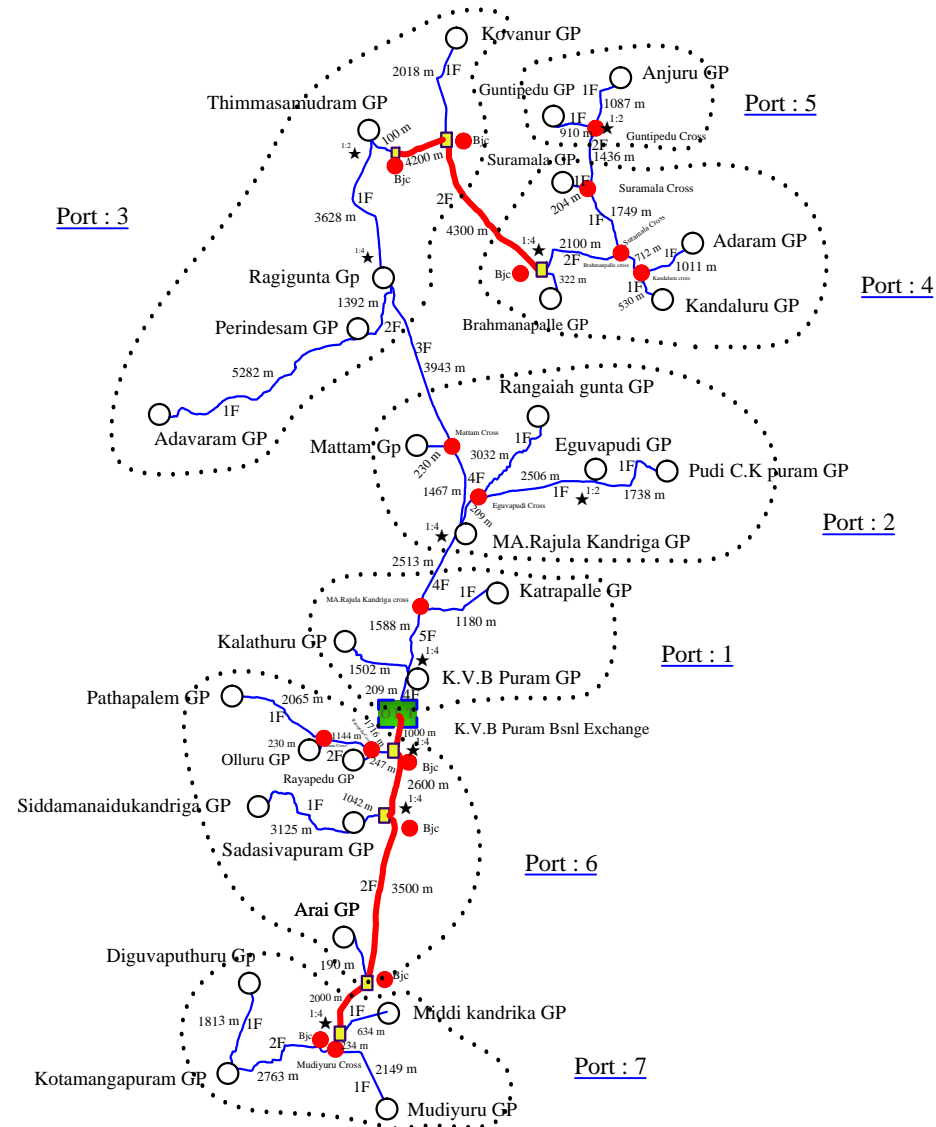 Kovanur GP
2018 m
1F
Anjuru GP
Guntipedu GP
1F
1087 m
Port : 5
Thimmasamudram GP
1F
910 m
1:2
Guntipedu Cross
100 m
1:2
4200 m
Bjc
Bjc
Suramala GP
2F
1436 m
1F
204 m
Suramala Cross
Port : 3
1F
3628 m
2F
4300 m
1F
1749 m
Suramala Cross
Adaram GP
1:4
2100 m
2F
Brahmanpalle cross
712 m
1F
1011 m
Kandaluru cross
1:4
Bjc
322 m
1F
530 m
Port : 4
Ragigunta Gp
1392 m
Kandaluru GP
Brahmanapalle GP
Perindesam GP
2F
3F
3943 m
5282 m
1F
Rangaiah gunta GP
Adavaram GP
Mattam Gp
Mattam Cross
230 m
1F
3032 m
Eguvapudi GP
4F
1467 m
2506 m
1F
1F
1:2
Pudi C.K puram GP
1738 m
Eguvapudi Cross
209 m
Port : 2
1:4
MA.Rajula Kandriga GP
2513 m
4F
MA.Rajula Kandriga cross
1F
Katrapalle GP
1588 m
1180 m
5F
Kalathuru GP
1:4
Port : 1
1502 m
K.V.B Puram GP
209 m
4F
Pathapalem GP
2065 m
1F
1716 m
1000 m
K.V.B Puram Bsnl Exchange
1144 m
230 m
Olluru GP
2F
247 m
1:4
Bjc
Rayapedu GP
2600 m
Siddamanaidukandriga GP
1F
1042 m
1:4
Bjc
3125 m
Sadasivapuram GP
Port : 6
2F
3500 m
Arai GP
190 m
Bjc
Diguvaputhuru Gp
2000 m
1:4
1F
Middi kandrika GP
1813 m
1F
634 m
Bjc
2F
234 m
Mudiyuru Cross
Kotamangapuram GP
2763 m
2149 m
1F
Port : 7
Mudiyuru GP